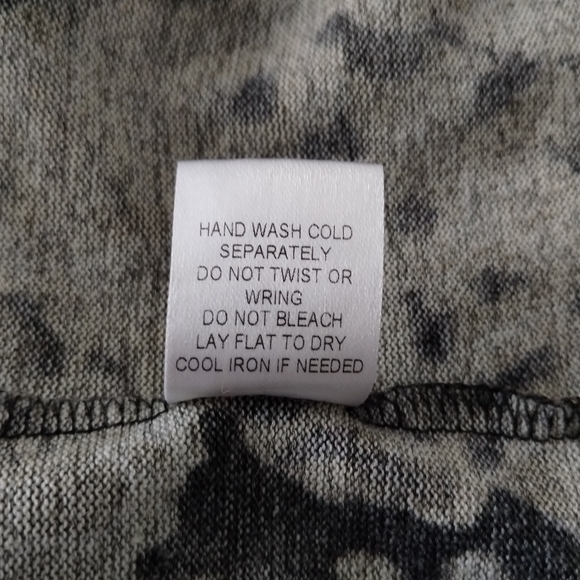 HAND WASH COLD
SEPARATELY
DO NOT TWIST OR
WRING
DO NOT BLEACH
LAY FLAT TO DRY
COOL IRON IF NEEDED